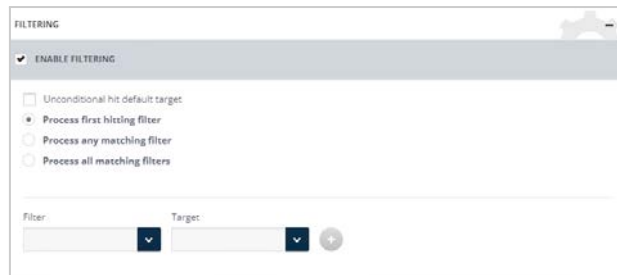 FILTERING
ENABLE FILTERING
Unconditional hit default target
Process first hitting filter
Process any matching filter
Process all matching filters
Filter Target